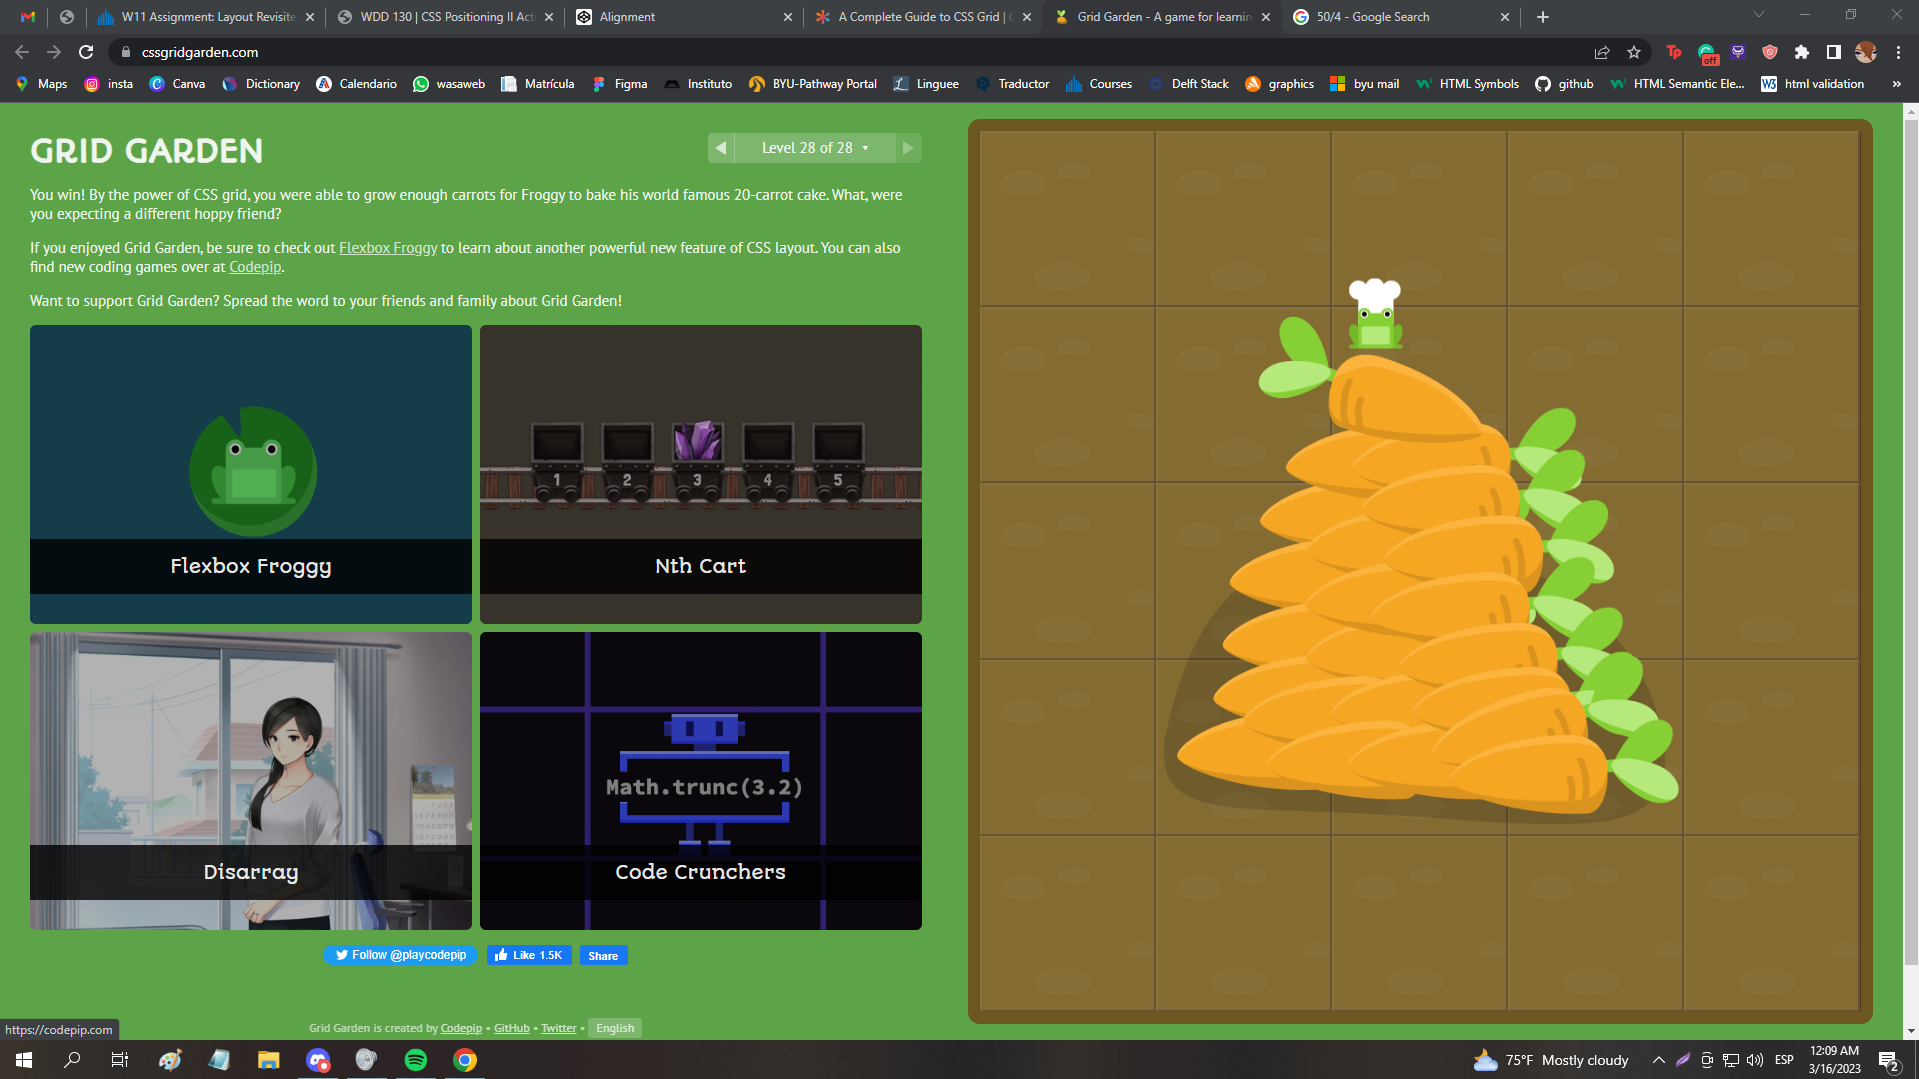 W11 Assignment: Layout Revisite
WDD 130 | CSS Positioning II Acti
Alignment
A Complete Guide to CSS Grid |
Grid Garden - A game for learnin
50/4 - Google Search
cssgridgarden.com
off
Maps
insta
Canva
Dictionary
Calendario
wasaweb
Matrícula
Figma
Instituto
BYU-Pathway Portal
Linguee
Traductor
Courses
Delft Stack
graphics
byu mail
HTML Symbols
github
HTML Semantic Ele...
html validation
»
GRID GARDEN
Level 28 of 28
You win! By the power of CSS grid, you were able to grow enough carrots for Froggy to bake his world famous 20-carrot cake. What, were
you expecting a different hoppy friend?
If you enjoyed Grid Garden, be sure to check out Flexbox Froggy to learn about another powerful new feature of CSS layout. You can also
find new coding games over at Codepip.
Want to support Grid Garden? Spread the word to your friends and family about Grid Garden!
Flexbox Froggy
1 2 3 4 5
Nth Cart
Disarray
Math.trunc(3.2)
Code Crunchers
Follow @playcodepip
Like 1.5K
Share
Grid Garden is created by Codepip • GitHub • Twitter • English
https://codepip.com
75°F Mostly cloudy
ESP
12:09 AM
3/16/2023
2